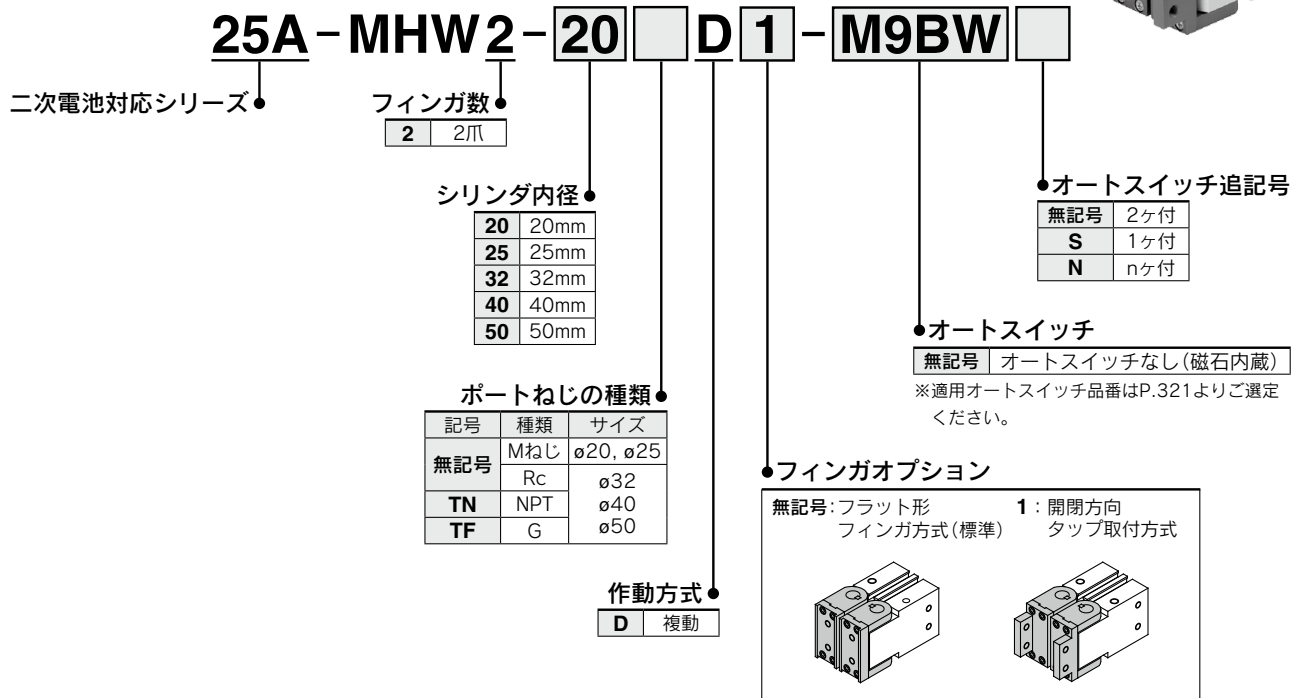 25A-MHW2-20 D1-M9BW
二次電池対応シリーズ
フィンガ数
2 2爪
シリンダ内径
20 20mm
25 25mm
32 32mm
40 40mm
50 50mm
ポートねじの種類
記号 種類 サイズ
無記号 Mねじ ø20, ø25
Rc ø32
TN NPT ø40
TF G ø50
作動方式
D 複動
オートスイッチ追記号
無記号 2ヶ付
S 1ヶ付
N nヶ付
オートスイッチ
無記号 オートスイッチなし(磁石内蔵)
※適用オートスイッチ品番はP.321よりご選定
ください。
フィンガオプション
無記号:フラット形
フィンガ方式(標準)
1:開閉方向
タップ取付方式